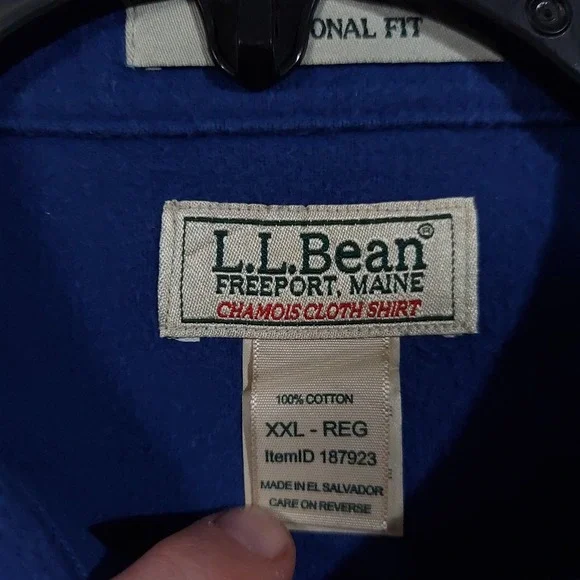 ONAL FIT
L.L.Bean®
FREEPORT, MAINE
CHAMOIS CLOTH SHIRT
100% COTTON
XXL - REG
ItemID 187923
MADE IN EL SALVADOR
CARE ON REVERSE